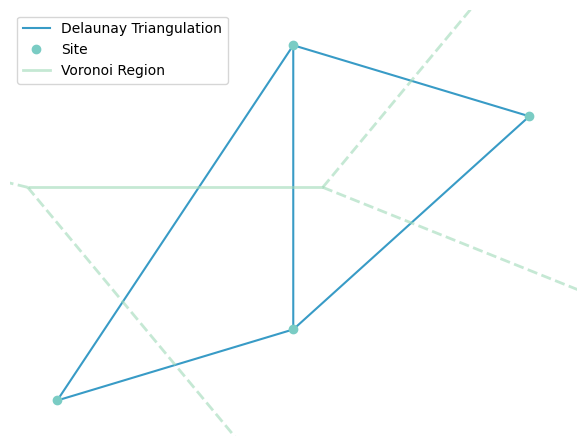 Delaunay Triangulation
Site
Voronoi Region